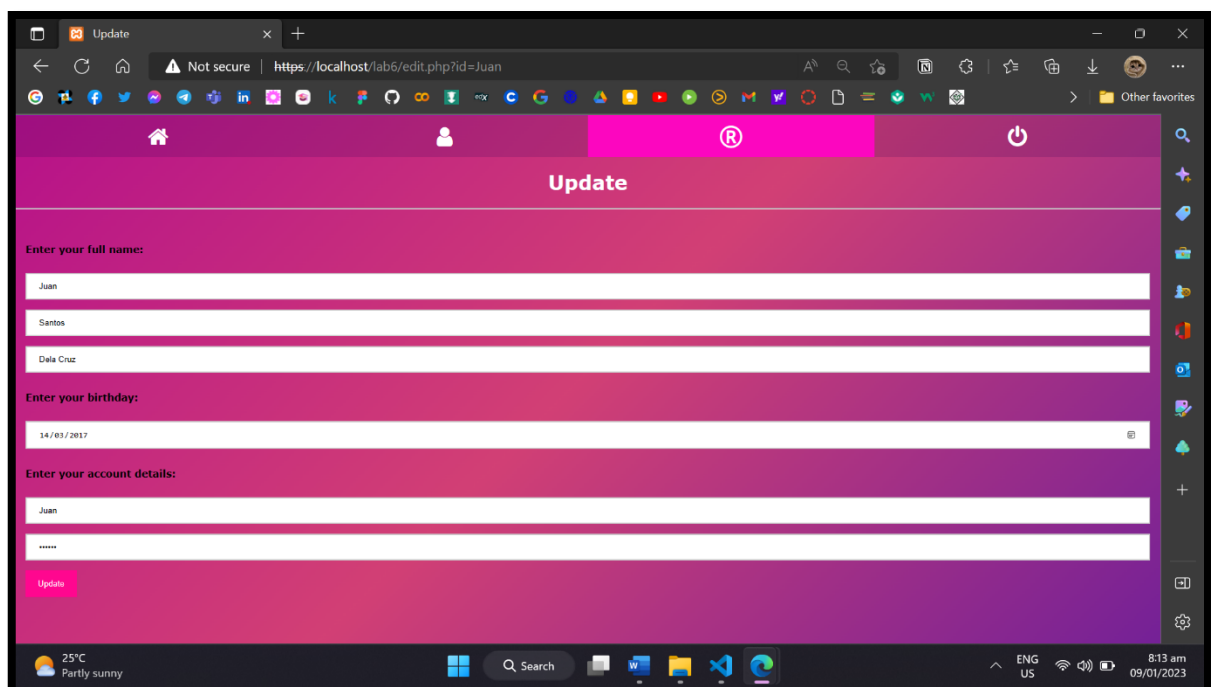 Update
Not secure
https://localhost/lab6/edit.php?id=Juan
Other favorites
Update
Enter your full name:
Juan
Santos
Dela Cruz
Enter your birthday:
14/03/2017
Enter your account details:
Juan
••••••
Update
25°C
Partly sunny
Search
ENG
US
8:13 am
09/01/2023